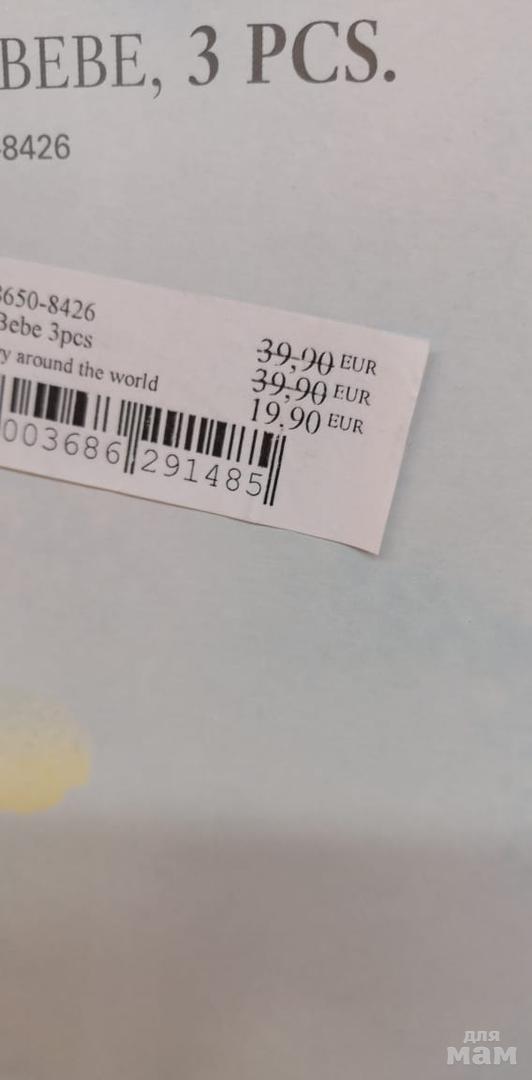 BEBE, 3 PCS.
-8426
3650-8426
Bebe 3pcs
y around the world
39,90 EUR
39,90 EUR
19,90 EUR
003686 291485
для
мам